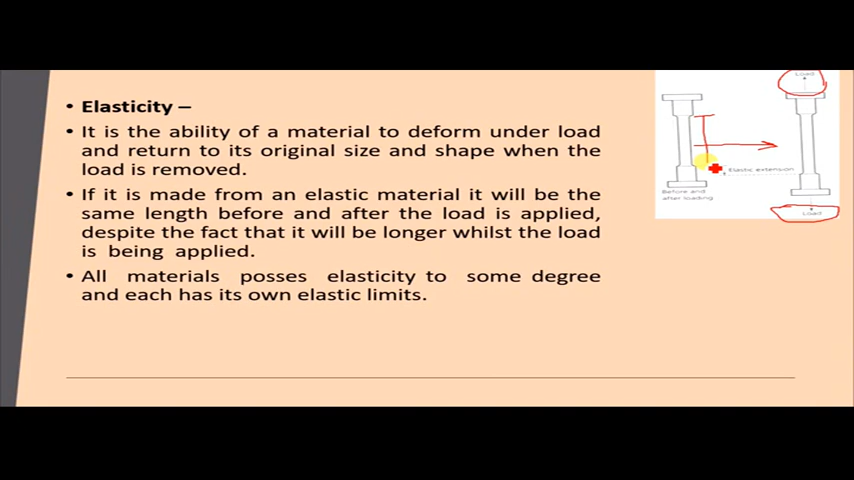 • Elasticity –
• It is the ability of a material to deform under load
and return to its original size and shape when the
load is removed.
• If it is made from an elastic material it will be the
same length before and after the load is applied,
despite the fact that it will be longer whilst the load
is being applied.
• All materials posses elasticity to some degree
and each has its own elastic limits.
Load
Elastic extension
Before and
after loading
Load